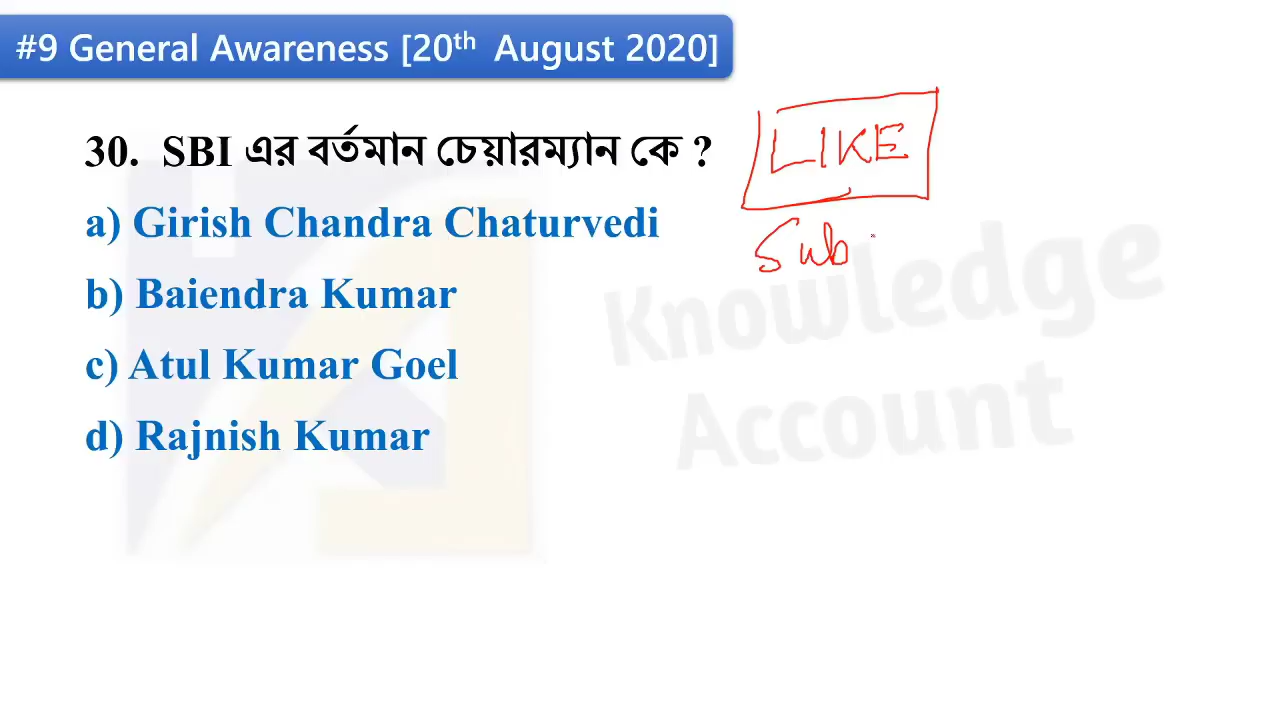 #9 General Awareness [20th August 2020]
30. SBI এর বর্তমান চেয়ারম্যান কে ?
LIKE
a) Girish Chandra Chaturvedi
Sub
b) Baiendra Kumar
c) Atul Kumar Goel
d) Rajnish Kumar
Knowledge
Account